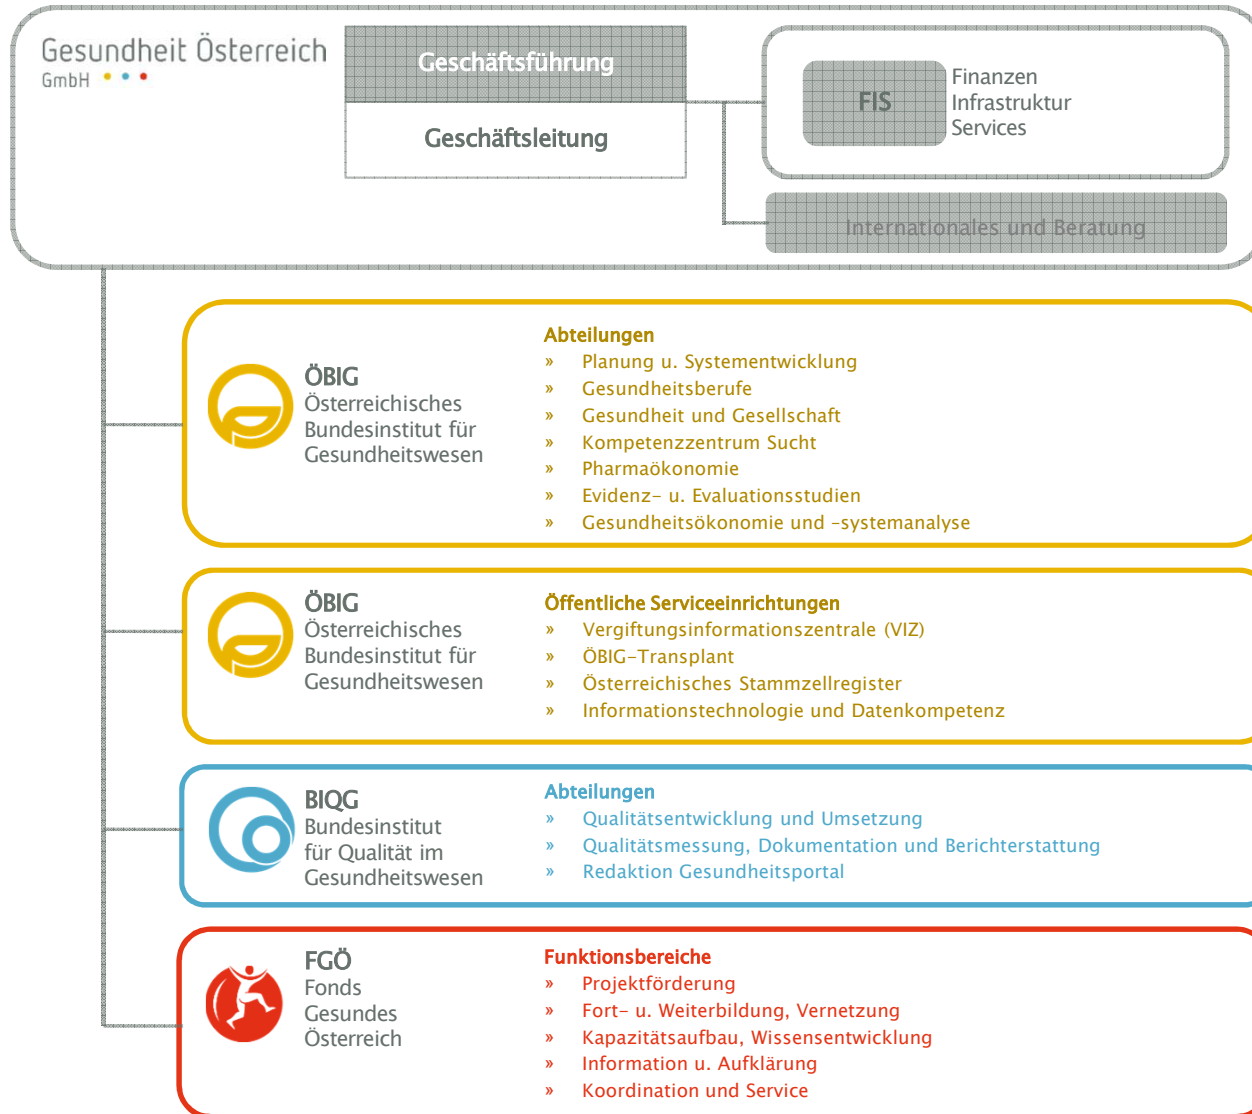 Gesundheit Österreich
GmbH
Geschäftsführung
Geschäftsleitung
FIS
Finanzen
Infrastruktur
Services
Internationales und Beratung
ÖBIG
Österreichisches
Bundesinstitut für
Gesundheitswesen
Abteilungen
» Planung u. Systementwicklung
» Gesundheitsberufe
» Gesundheit und Gesellschaft
» Kompetenzzentrum Sucht
» Pharmaökonomie
» Evidenz- u. Evaluationsstudien
» Gesundheitsökonomie und -systemanalyse
ÖBIG
Österreichisches
Bundesinstitut für
Gesundheitswesen
Öffentliche Serviceeinrichtungen
» Vergiftungsinformationszentrale (VIZ)
» ÖBIG-Transplant
» Österreichisches Stammzellregister
» Informationstechnologie und Datenkompetenz
BIQG
Bundesinstitut
für Qualität im
Gesundheitswesen
Abteilungen
» Qualitätsentwicklung und Umsetzung
» Qualitätsmessung, Dokumentation und Berichterstattung
» Redaktion Gesundheitsportal
FGÖ
Fonds
Gesundes
Österreich
Funktionsbereiche
» Projektförderung
» Fort- u. Weiterbildung, Vernetzung
» Kapazitätsaufbau, Wissensentwicklung
» Information u. Aufklärung
» Koordination und Service